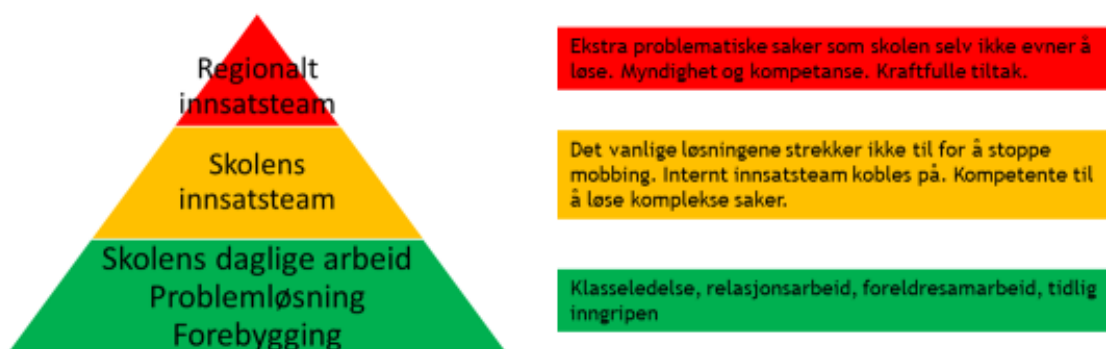 Regionalt
innsatsteam
Ekstra problematiske saker som skolen selv ikke evner å
løse. Myndighet og kompetanse. Kraftfulle tiltak.
Skolens
innsatsteam
Det vanlige løsningene strekker ikke til for å stoppe
mobbing. Internt innsatsteam kobles på. Kompetente til
å løse komplekse saker.
Skolens daglige arbeid
Problemløsning
Forebygging
Klasseledelse, relasjonsarbeid, foreldresamarbeid, tidlig
inngripen